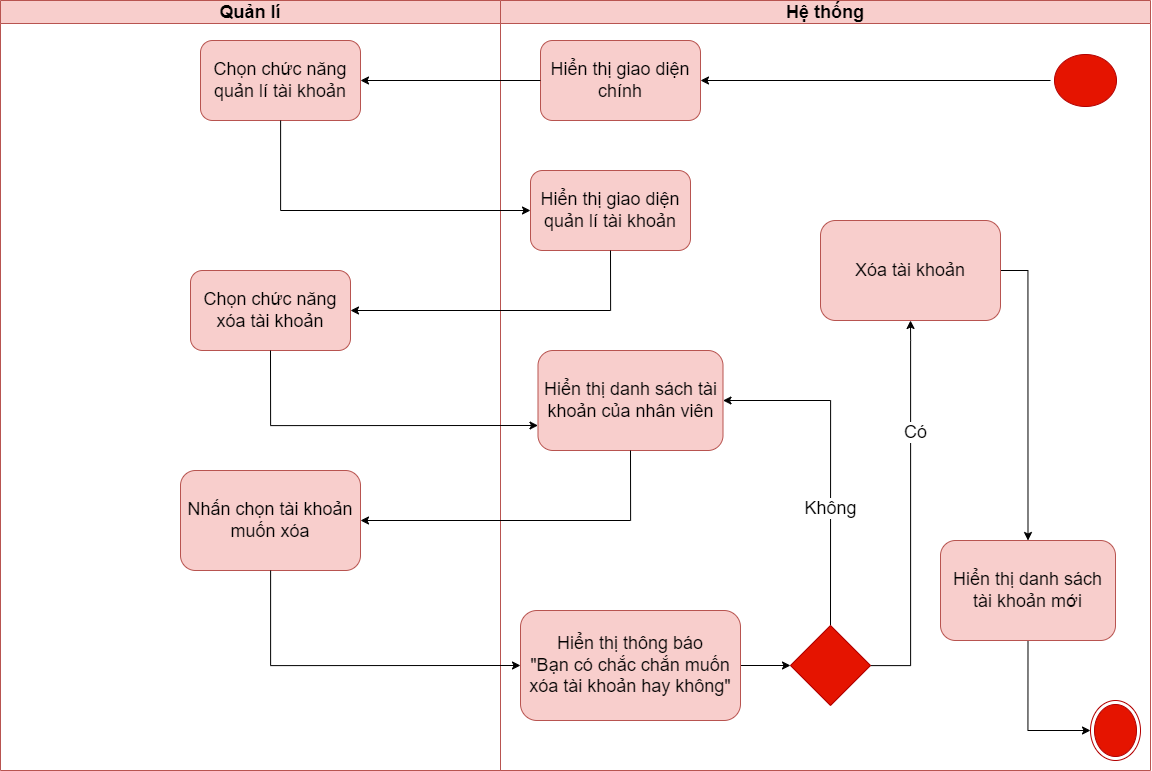 Quản lí
Hệ thống
Chọn chức năng
quản lí tài khoản
Hiển thị giao diện
chính
Hiển thị giao diện
quản lí tài khoản
Chọn chức năng
xóa tài khoản
Xóa tài khoản
Hiển thị danh sách tài
khoản của nhân viên
Có
Nhấn chọn tài khoản
muốn xóa
Không
Hiển thị danh sách
tài khoản mới
Hiển thị thông báo
"Bạn có chắc chắn muốn
xóa tài khoản hay không"